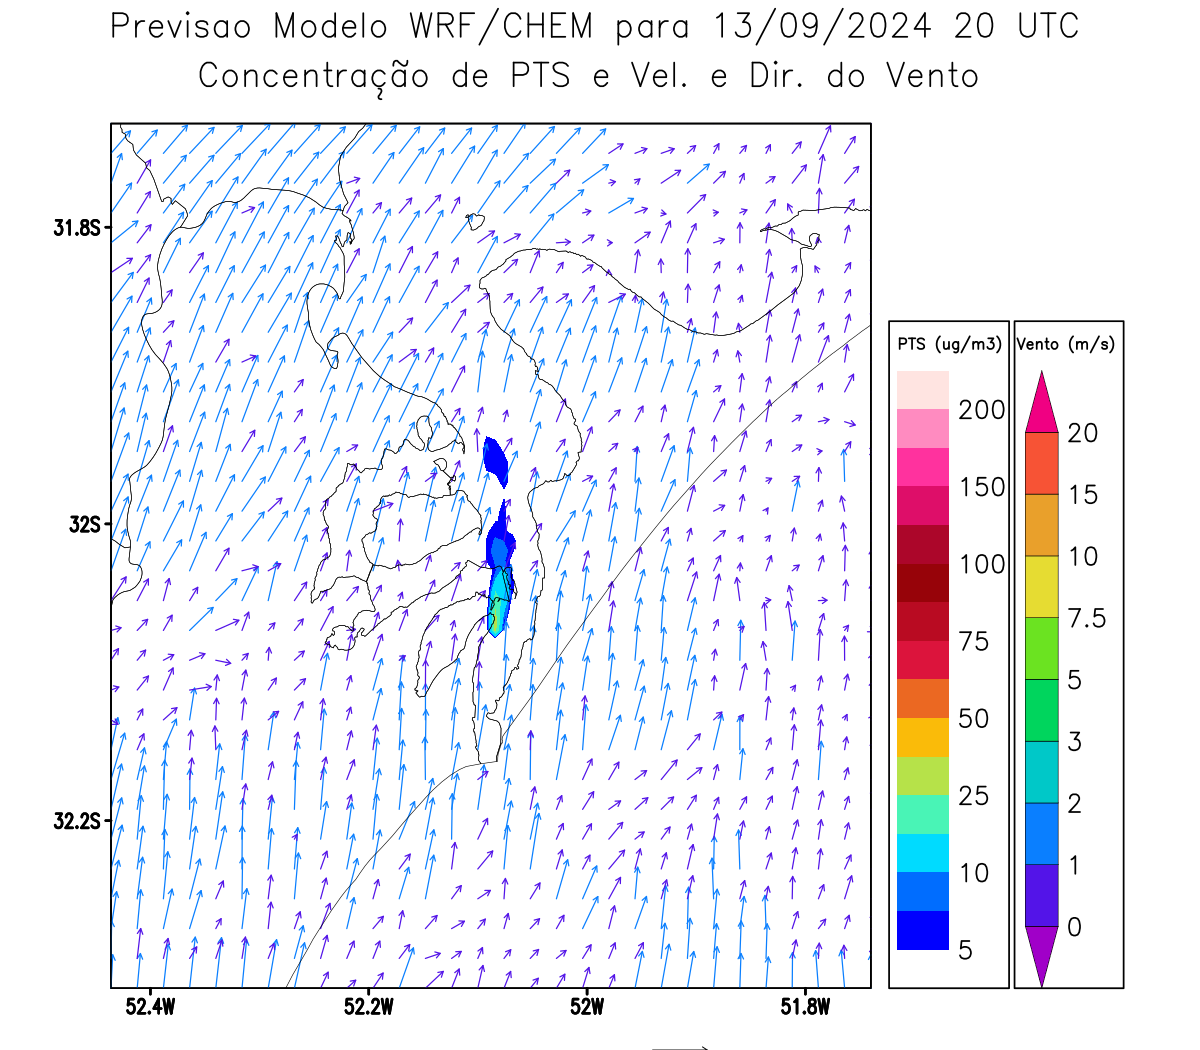 Previsao Modelo WRF/CHEM para 13/09/2024 20 UTC
Concentração de PTS e Vel. e Dir. do Vento
31.8S
32S
32.2S
52.4W
52.2W
52W
51.8W
PTS (ug/m3)
200
150
100
75
50
25
10
5
Vento (m/s)
20
15
10
7.5
5
3
2
1
0